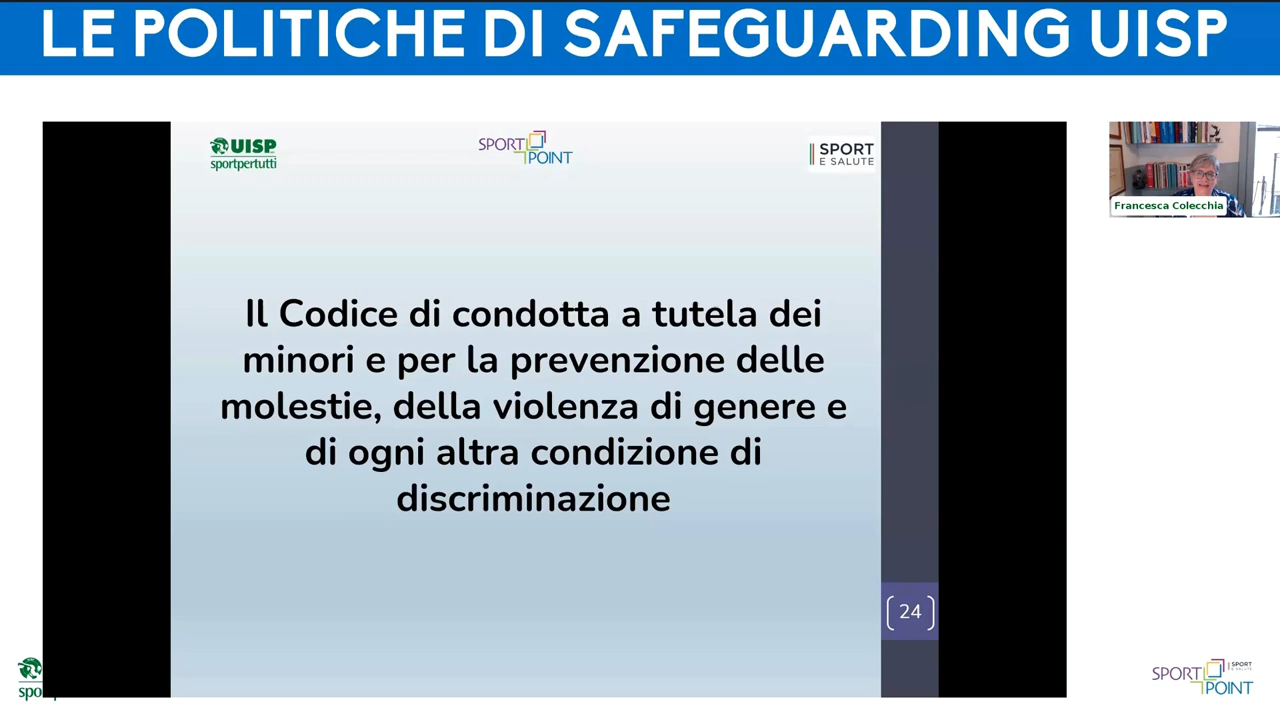 LE POLITICHE DI SAFEGUARDING UISP
UISP
sportpertutti
SPORT
POINT
SPORT
E SALUTE
Francesca Colecchia
Il Codice di condotta a tutela dei
minori e per la prevenzione delle
molestie, della violenza di genere e
di ogni altra condizione di
discriminazione
24
spo
SPORT
POINT
SPORT
E SALUTE